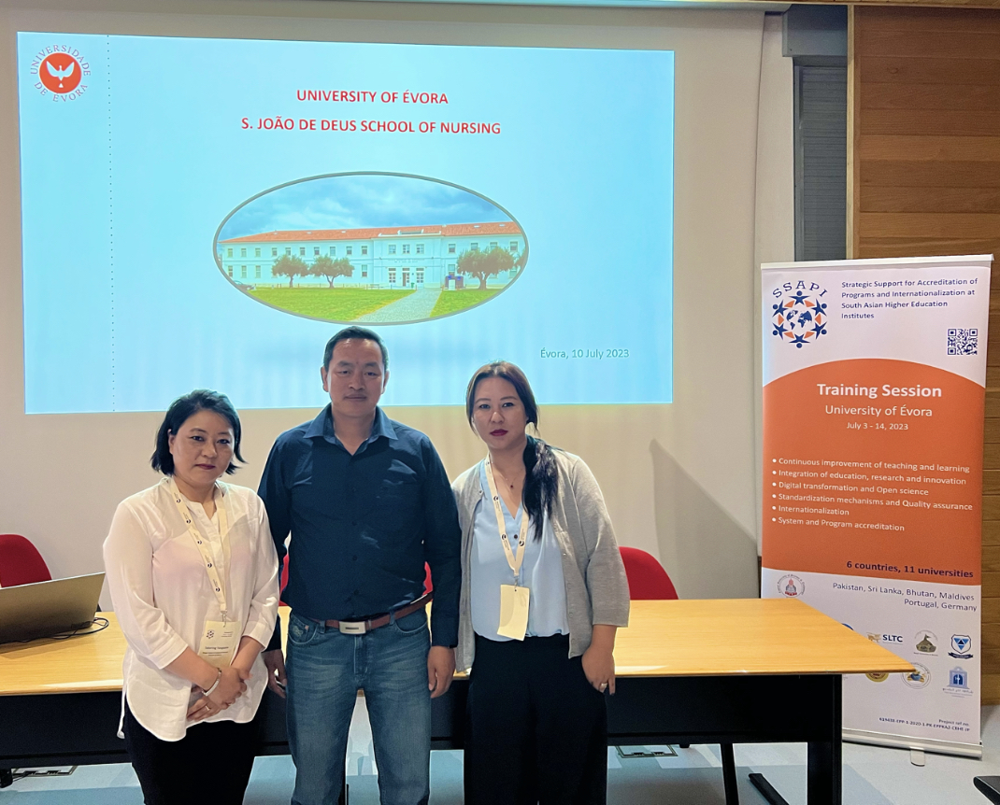 UNIVERSIDADE
DE ÉVORA
UNIVERSITY OF ÉVORA
S. JOÃO DE DEUS SCHOOL OF NURSING
Évora, 10 July 2023
SSAPI
Strategic Support for Accreditation of
Programs and Internationalization at
South Asian Higher Education
Institutes
Training Session
University of Évora
July 3 - 14, 2023
• Continuous improvement of teaching and learning
• Integration of education, research and innovation
• Digital transformation and Open science
• Standardization mechanisms and Quality assurance
• Internationalization
• System and Program accreditation
6 countries, 11 universities
Pakistan, Sri Lanka, Bhutan, Maldives
Portugal, Germany
SLTC
Project ref no.